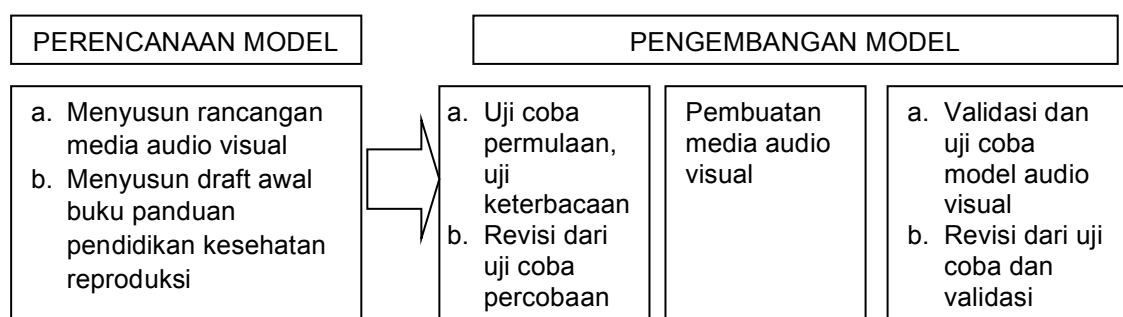 PERENCANAAN MODEL
PENGEMBANGAN MODEL
a. Menyusun rancangan
media audio visual
b. Menyusun draft awal
buku panduan
pendidikan kesehatan
reproduksi
a. Uji coba
permulaan,
uji
keterbacaan
b. Revisi dari
uji coba
percobaan
Pembuatan
media audio
visual
a. Validasi dan
uji coba
model audio
visual
b. Revisi dari uji
coba dan
validasi